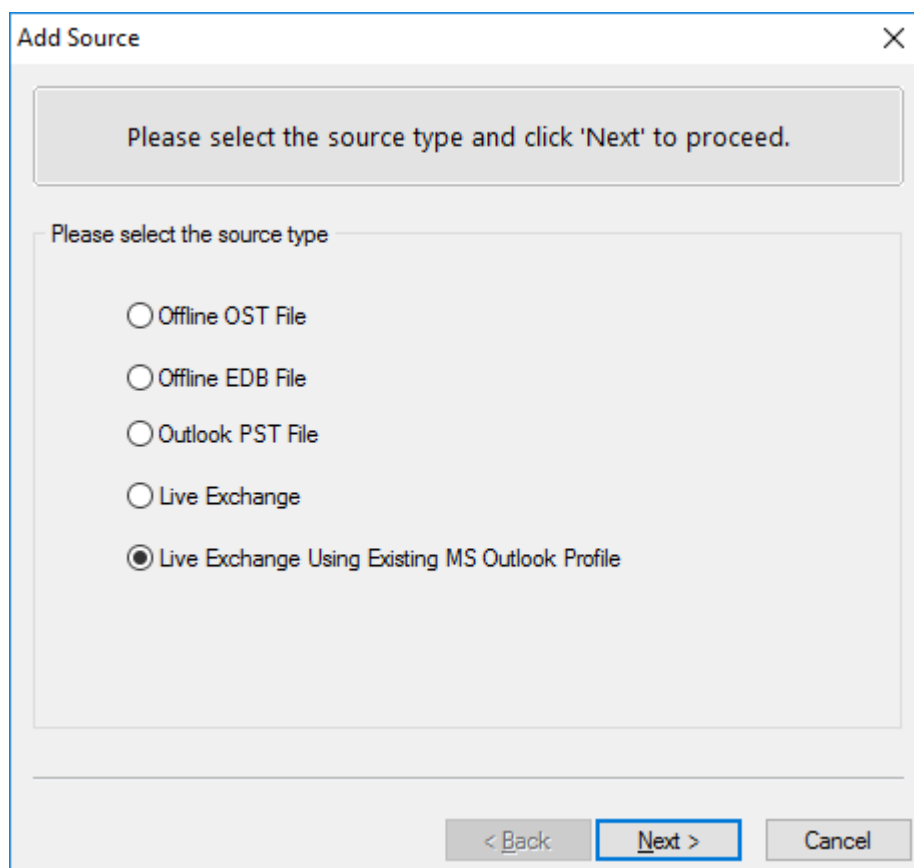 Add Source
Please select the source type and click 'Next' to proceed.
Please select the source type
Offline OST File
Offline EDB File
Outlook PST File
Live Exchange
Live Exchange Using Existing MS Outlook Profile
< Back Next > Cancel